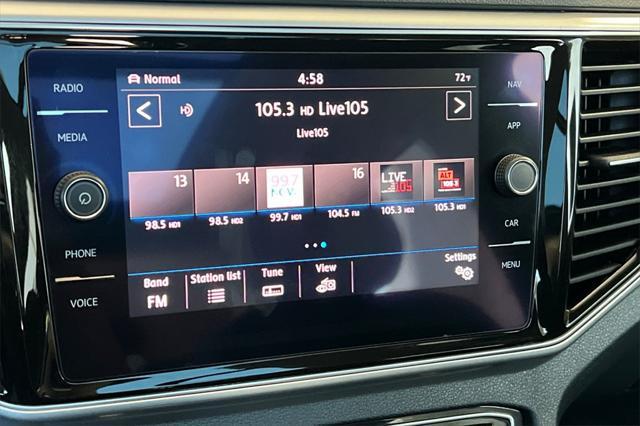 RADIO
MEDIA
PHONE
VOICE
NAV
APP
CAR
MENU
Normal
4:58
72°F
105.3 HD Live105
Live105
13
14
99.7
NOW
16
LIVE
105
ALT
105.3
98.5 HD1
98.5 HD2
99.7 HD1
104.5 FM
105.3 HD2
105.3 HD1
Band
FM
Station list
Tune
View
Settings